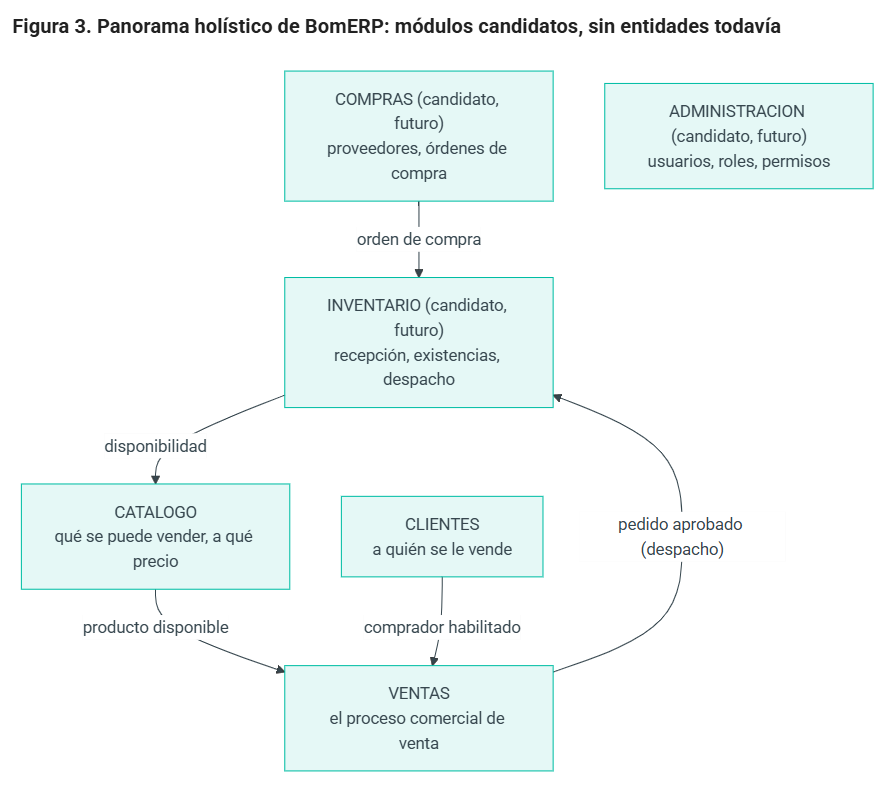 Figura 3. Panorama holístico de BomERP: módulos candidatos, sin entidades todavía
COMPRAS (candidato,
futuro)
proveedores, órdenes de
compra
ADMINISTRACION
(candidato, futuro)
usuarios, roles, permisos
orden de compra
INVENTARIO (candidato,
futuro)
recepción, existencias,
despacho
disponibilidad
CATALOGO
qué se puede vender, a qué
precio
CLIENTES
a quién se le vende
pedido aprobado
(despacho)
producto disponible
comprador habilitado
VENTAS
el proceso comercial de
venta